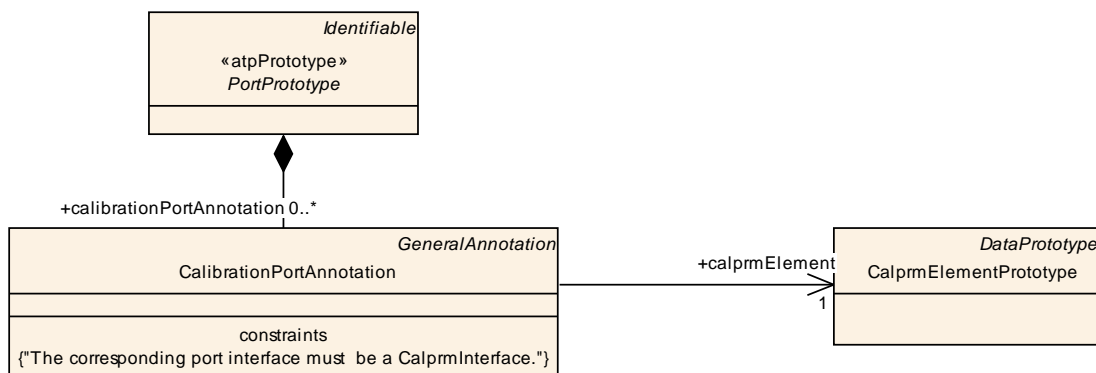 Identifiable
«atpPrototype»
PortPrototype
+calibrationPortAnnotation 0..*
GeneralAnnotation
CalibrationPortAnnotation
constraints
{"The corresponding port interface must be a CalprmInterface."}
+calprmElement
1
DataPrototype
CalprmElementPrototype